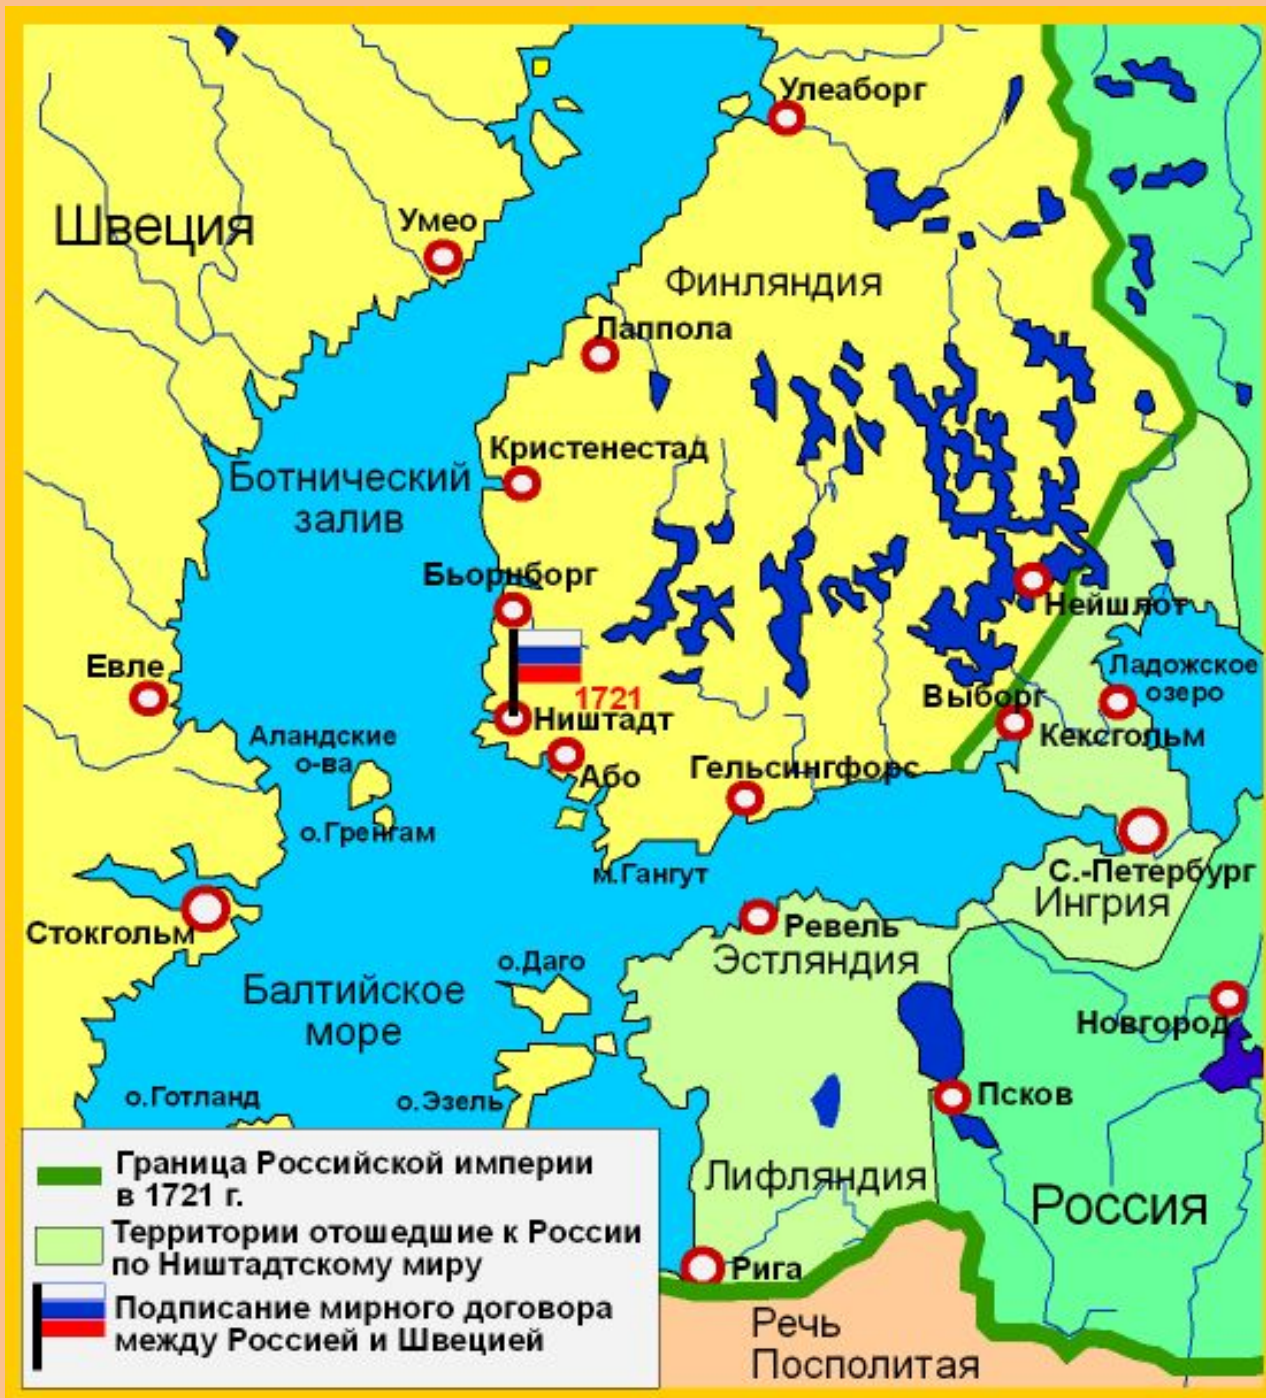 Улеаборг
Швеция
Умео
Финляндия
Лаппола
Кристенестад
Ботнический
залив
Бьорнборг
Нейшлот
Евле
Ладожское
озеро
1721
Выборг
Ништадт
Кексгольм
Аландские
о-ва
Або
Гельсингфорс
о.Гренгам
м.Гангут
С.-Петербург
Ингрия
Стокгольм
Ревель
Эстляндия
о.Даго
Балтийское
море
Новгород
о.Готланд
о.Эзель
Псков
Лифляндия
Россия
Рига
Речь
Посполитая
Граница Российской империи
в 1721 г.
Территории отошедшие к России
по Ништадтскому миру
Подписание мирного договора
между Россией и Швецией